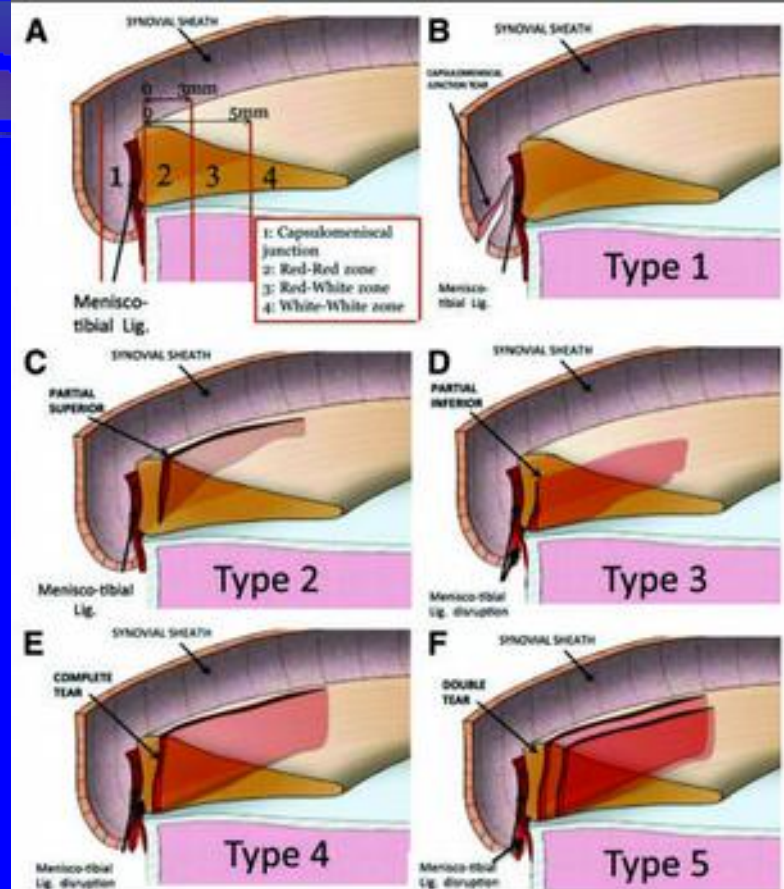 A
SYNOVIAL SHEATH
0 3mm
0 5mm
1 2 3 4
1: Capsulomeniscal
junction
2: Red-Red zone
3: Red-White zone
4: White-White zone
Menisco-
tibial Lig.
B
SYNOVIAL SHEATH
CAPSULOMENISCAL
JUNCTION TEAR
Menisco-
tibial Lig.
Type 1
C
SYNOVIAL SHEATH
PARTIAL
SUPERIOR
Menisco-tibial
Lig.
Type 2
D
SYNOVIAL SHEATH
PARTIAL
INFERIOR
Menisco-tibial
Lig. disruption
Type 3
E
SYNOVIAL SHEATH
COMPLETE
TEAR
Menisco-tibial
Lig. disruption
Type 4
F
SYNOVIAL SHEATH
DOUBLE
TEAR
Menisco-tibial
Lig. disruption
Type 5